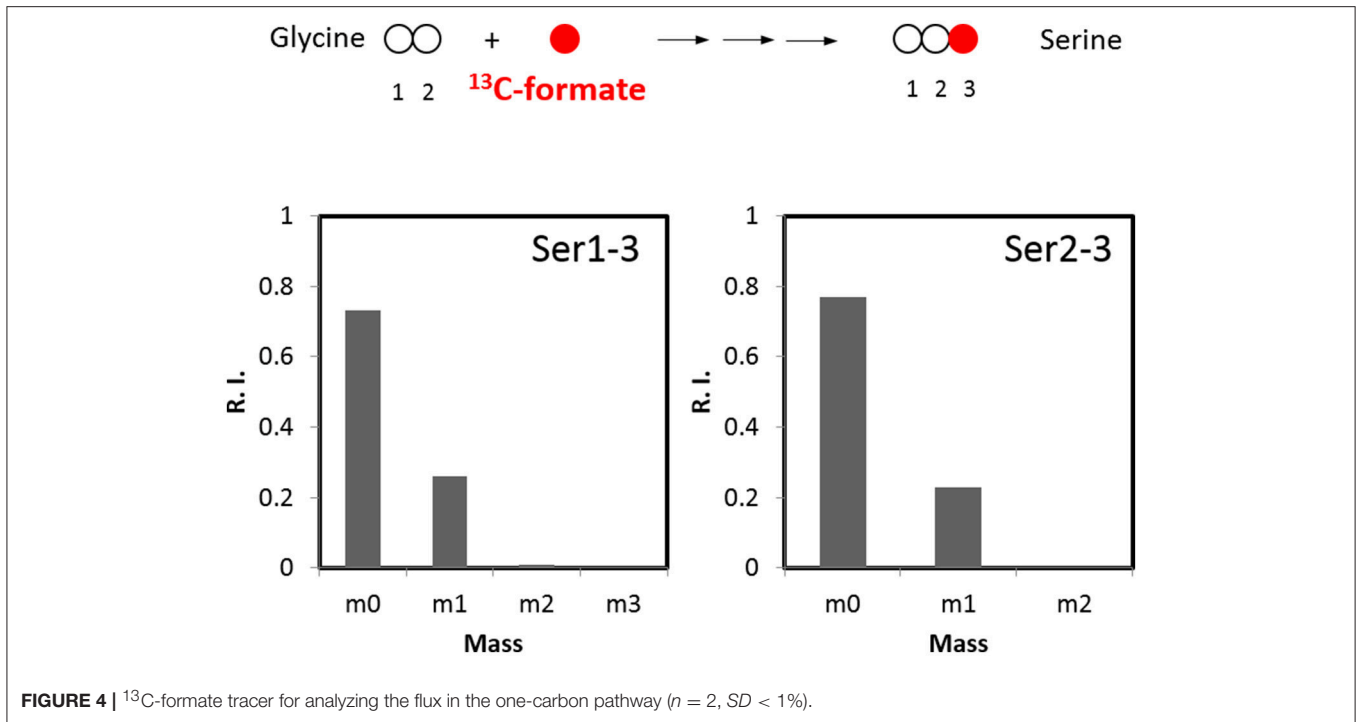 Glycine + Serine
1 2 ¹³C-formate 1 2 3
Ser1-3
1
0.8
0.6
0.4
0.2
0
R. I.
m0 m1 m2 m3
Mass
Ser2-3
1
0.8
0.6
0.4
0.2
0
R. I.
m0 m1 m2
Mass
FIGURE 4 | ¹³C-formate tracer for analyzing the flux in the one-carbon pathway (n = 2, SD < 1%).